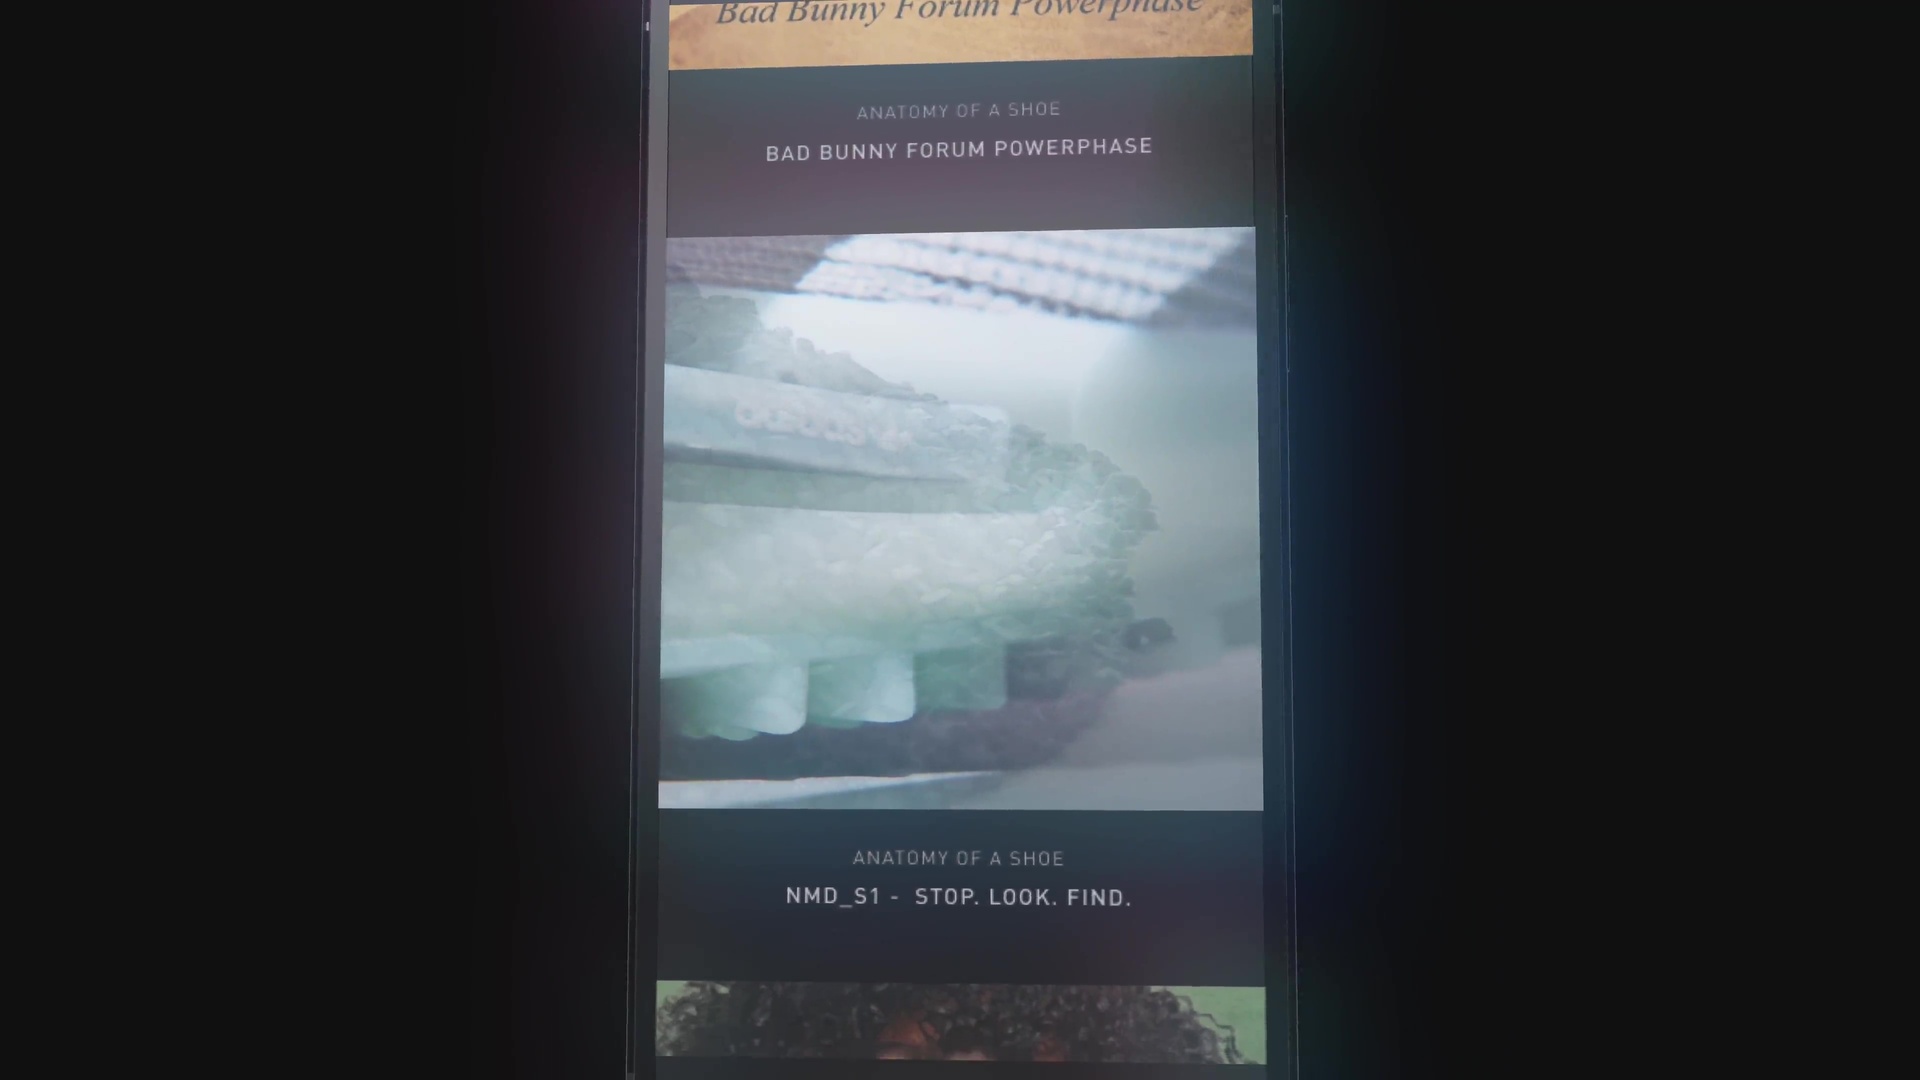 Bad Bunny Forum Powerphase
ANATOMY OF A SHOE
BAD BUNNY FORUM POWERPHASE
adidas
ANATOMY OF A SHOE
NMD_S1 - STOP. LOOK. FIND.